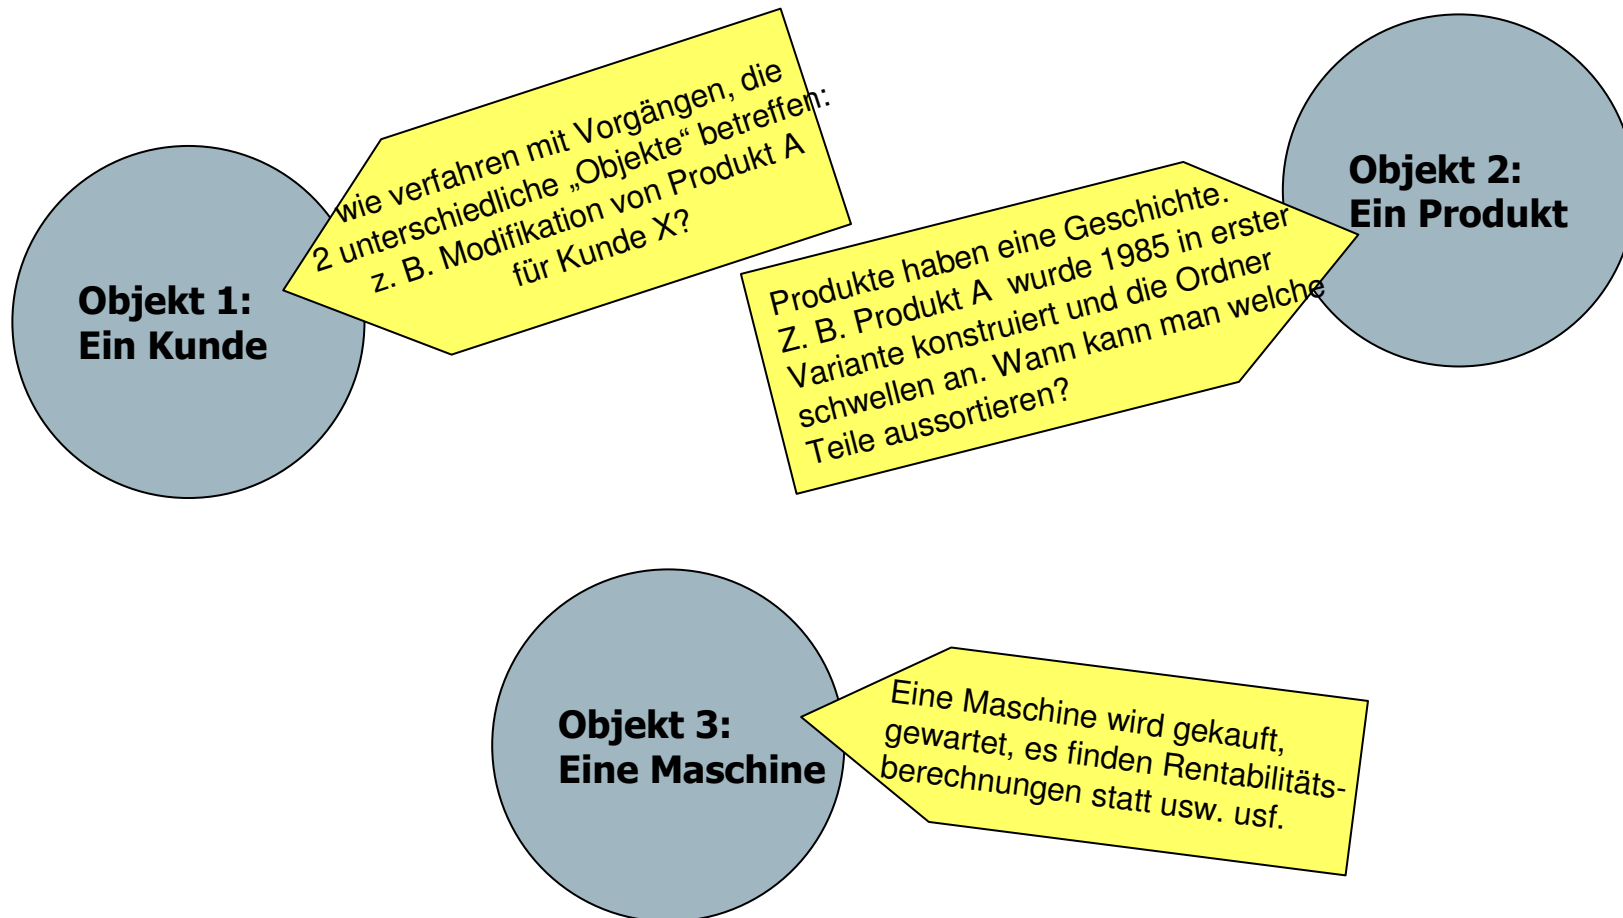 wie verfahren mit Vorgängen, die
2 unterschiedliche „Objekte“ betreffen:
z. B. Modifikation von Produkt A
für Kunde X?
Objekt 1:
Ein Kunde
Objekt 2:
Ein Produkt
Produkte haben eine Geschichte.
Z. B. Produkt A wurde 1985 in erster
Variante konstruiert und die Ordner
schwellen an. Wann kann man welche
Teile aussortieren?
Objekt 3:
Eine Maschine
Eine Maschine wird gekauft,
gewartet, es finden Rentabilitäts-
berechnungen statt usw. usf.